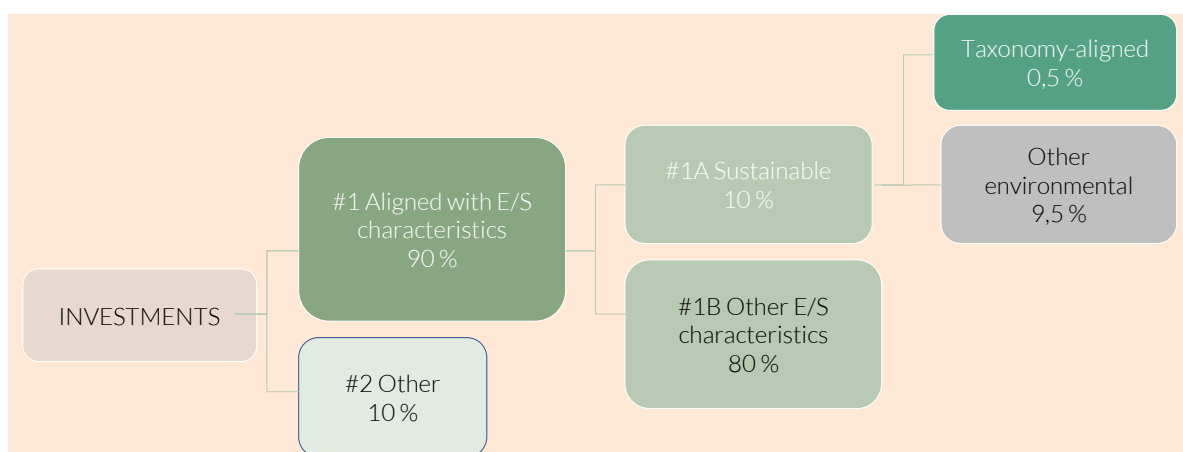 Taxonomy-aligned
0,5 %
Other
environmental
9,5 %
#1A Sustainable
10 %
#1 Aligned with E/S
characteristics
90 %
#1B Other E/S
characteristics
80 %
INVESTMENTS
#2 Other
10 %